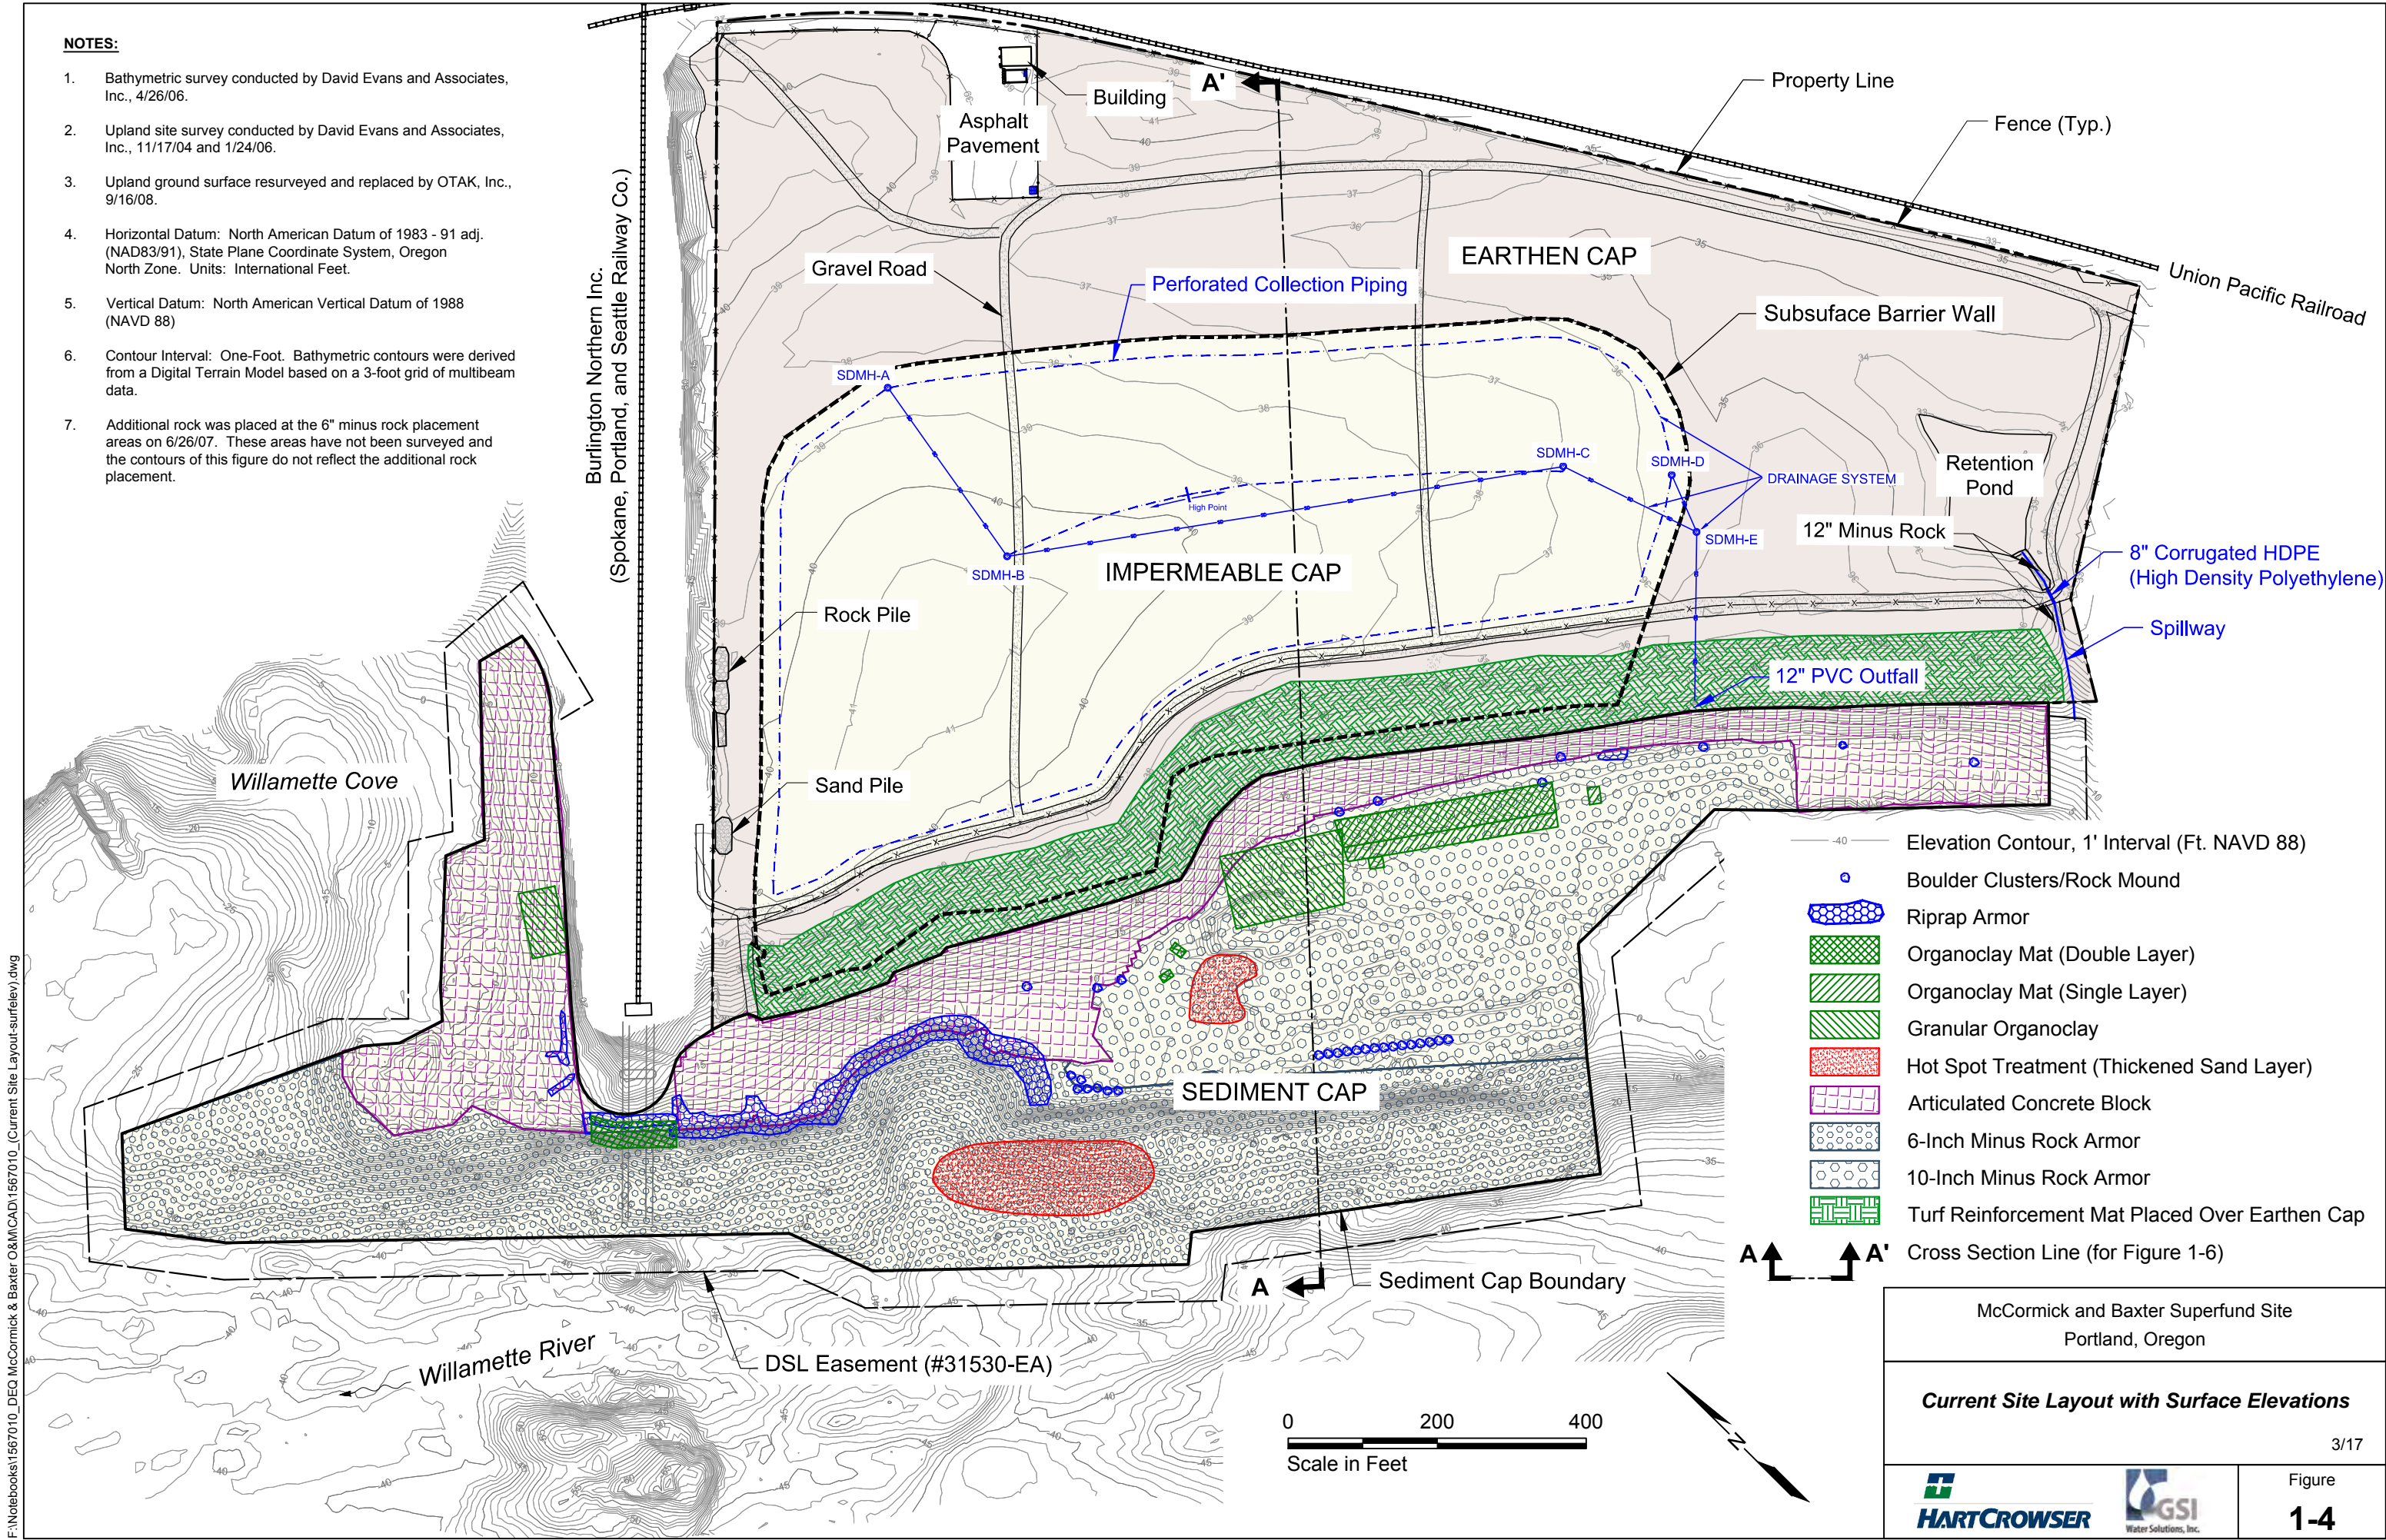 NOTES:
1. Bathymetric survey conducted by David Evans and Associates,
Inc., 4/26/06.
2. Upland site survey conducted by David Evans and Associates,
Inc., 11/17/04 and 1/24/06.
3. Upland ground surface resurveyed and replaced by OTAK, Inc.,
9/16/08.
4. Horizontal Datum: North American Datum of 1983 - 91 adj.
(NAD83/91), State Plane Coordinate System, Oregon
North Zone. Units: International Feet.
5. Vertical Datum: North American Vertical Datum of 1988
(NAVD 88)
6. Contour Interval: One-Foot. Bathymetric contours were derived
from a Digital Terrain Model based on a 3-foot grid of multibeam
data.
7. Additional rock was placed at the 6" minus rock placement
areas on 6/26/07. These areas have not been surveyed and
the contours of this figure do not reflect the additional rock
placement.
Burlington Northern Inc.
(Spokane, Portland, and Seattle Railway Co.)
Building
Asphalt
Pavement
A'
Property Line
Fence (Typ.)
Union Pacific Railroad
Gravel Road
Perforated Collection Piping
EARTHEN CAP
Subsuface Barrier Wall
SDMH-A
SDMH-B
SDMH-C
SDMH-D
SDMH-E
High Point
DRAINAGE SYSTEM
Retention
Pond
12" Minus Rock
8" Corrugated HDPE
(High Density Polyethylene)
Spillway
IMPERMEABLE CAP
Rock Pile
Sand Pile
12" PVC Outfall
Willamette Cove
SEDIMENT CAP
A
Sediment Cap Boundary
DSL Easement (#31530-EA)
Willamette River
-40 Elevation Contour, 1' Interval (Ft. NAVD 88)
Boulder Clusters/Rock Mound
Riprap Armor
Organoclay Mat (Double Layer)
Organoclay Mat (Single Layer)
Granular Organoclay
Hot Spot Treatment (Thickened Sand Layer)
Articulated Concrete Block
6-Inch Minus Rock Armor
10-Inch Minus Rock Armor
Turf Reinforcement Mat Placed Over Earthen Cap
A A' Cross Section Line (for Figure 1-6)
0 200 400
Scale in Feet
N
McCormick and Baxter Superfund Site
Portland, Oregon
Current Site Layout with Surface Elevations
3/17
HARTCROWSER
GSI
Water Solutions, Inc.
Figure
1-4
F:\Notebooks\1567010_DEQ McCormick & Baxter O&M\CAD\1567010_(Current Site Layout-surfelev).dwg